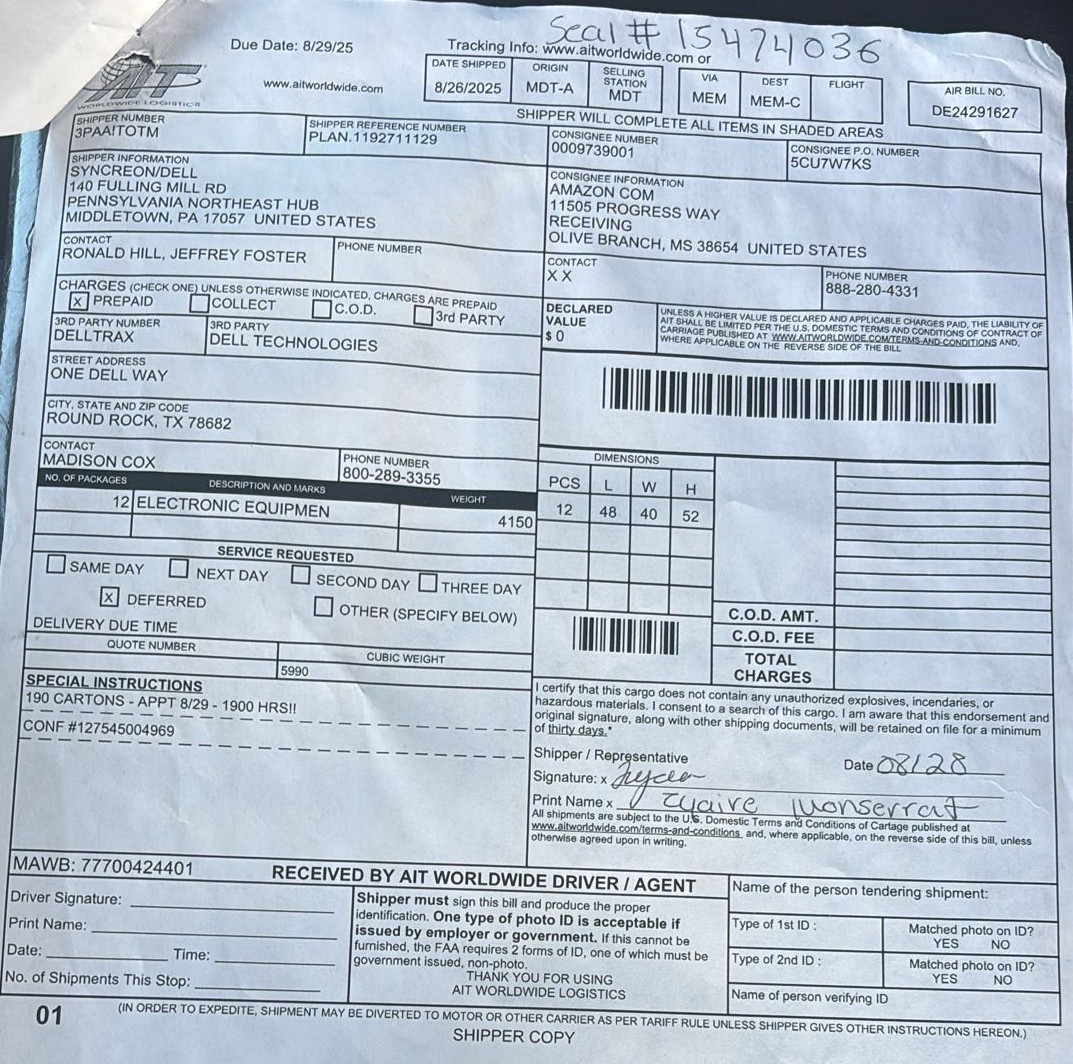 Seal # 15474036
Due Date: 8/29/25
Tracking Info: www.aitworldwide.com or
AIT
WORLDWIDE LOGISTICS
www.aitworldwide.com
DATE SHIPPED
8/26/2025
ORIGIN
MDT-A
SELLING STATION
MDT
VIA
MEM
DEST
MEM-C
FLIGHT
AIR BILL NO.
DE24291627
SHIPPER WILL COMPLETE ALL ITEMS IN SHADED AREAS
SHIPPER NUMBER
3PAA!TOTM
SHIPPER REFERENCE NUMBER
PLAN.1192711129
CONSIGNEE NUMBER
0009739001
CONSIGNEE P.O. NUMBER
5CU7W7KS
SHIPPER INFORMATION
SYNCREON/DELL
140 FULLING MILL RD
PENNSYLVANIA NORTHEAST HUB
MIDDLETOWN, PA 17057 UNITED STATES
CONSIGNEE INFORMATION
AMAZON COM
11505 PROGRESS WAY
RECEIVING
OLIVE BRANCH, MS 38654 UNITED STATES
CONTACT
RONALD HILL, JEFFREY FOSTER
PHONE NUMBER
CONTACT
X X
PHONE NUMBER
888-280-4331
CHARGES (CHECK ONE) UNLESS OTHERWISE INDICATED, CHARGES ARE PREPAID
X PREPAID
COLLECT
C.O.D.
3rd PARTY
DECLARED
VALUE
$ 0
UNLESS A HIGHER VALUE IS DECLARED AND APPLICABLE CHARGES PAID, THE LIABILITY OF
AIT SHALL BE LIMITED PER THE U.S. DOMESTIC TERMS AND CONDITIONS OF CONTRACT OF
CARRIAGE PUBLISHED AT WWW.AITWORLDWIDE.COM/TERMS-AND-CONDITIONS AND,
WHERE APPLICABLE ON THE REVERSE SIDE OF THE BILL
3RD PARTY NUMBER
DELLTRAX
3RD PARTY
DELL TECHNOLOGIES
STREET ADDRESS
ONE DELL WAY
CITY, STATE AND ZIP CODE
ROUND ROCK, TX 78682
CONTACT
MADISON COX
PHONE NUMBER
800-289-3355
NO. OF PACKAGES
DESCRIPTION AND MARKS
WEIGHT
12
ELECTRONIC EQUIPMEN
4150
DIMENSIONS
PCS L W H
12 48 40 52
SERVICE REQUESTED
SAME DAY
NEXT DAY
SECOND DAY
THREE DAY
X DEFERRED
OTHER (SPECIFY BELOW)
DELIVERY DUE TIME
QUOTE NUMBER
CUBIC WEIGHT
5990
C.O.D. AMT.
C.O.D. FEE
TOTAL
CHARGES
SPECIAL INSTRUCTIONS
190 CARTONS - APPT 8/29 - 1900 HRS!!
CONF #127545004969
I certify that this cargo does not contain any unauthorized explosives, incendaries, or
hazardous materials. I consent to a search of this cargo. I am aware that this endorsement and
original signature, along with other shipping documents, will be retained on file for a minimum
of thirty days.*
Shipper / Representative
Signature: x
Date 08/28
Print Name x Zyaire Monserrat
All shipments are subject to the U.S. Domestic Terms and Conditions of Cartage published at
www.aitworldwide.com/terms-and-conditions and, where applicable, on the reverse side of this bill, unless
otherwise agreed upon in writing.
MAWB: 77700424401
RECEIVED BY AIT WORLDWIDE DRIVER / AGENT
Driver Signature:
Print Name:
Date:
Time:
No. of Shipments This Stop:
Shipper must sign this bill and produce the proper
identification. One type of photo ID is acceptable if
issued by employer or government. If this cannot be
furnished, the FAA requires 2 forms of ID, one of which must be
government issued, non-photo.
THANK YOU FOR USING
AIT WORLDWIDE LOGISTICS
Name of the person tendering shipment:
Type of 1st ID :
Matched photo on ID?
YES NO
Type of 2nd ID :
Matched photo on ID?
YES NO
Name of person verifying ID
01
(IN ORDER TO EXPEDITE, SHIPMENT MAY BE DIVERTED TO MOTOR OR OTHER CARRIER AS PER TARIFF RULE UNLESS SHIPPER GIVES OTHER INSTRUCTIONS HEREON.)
SHIPPER COPY